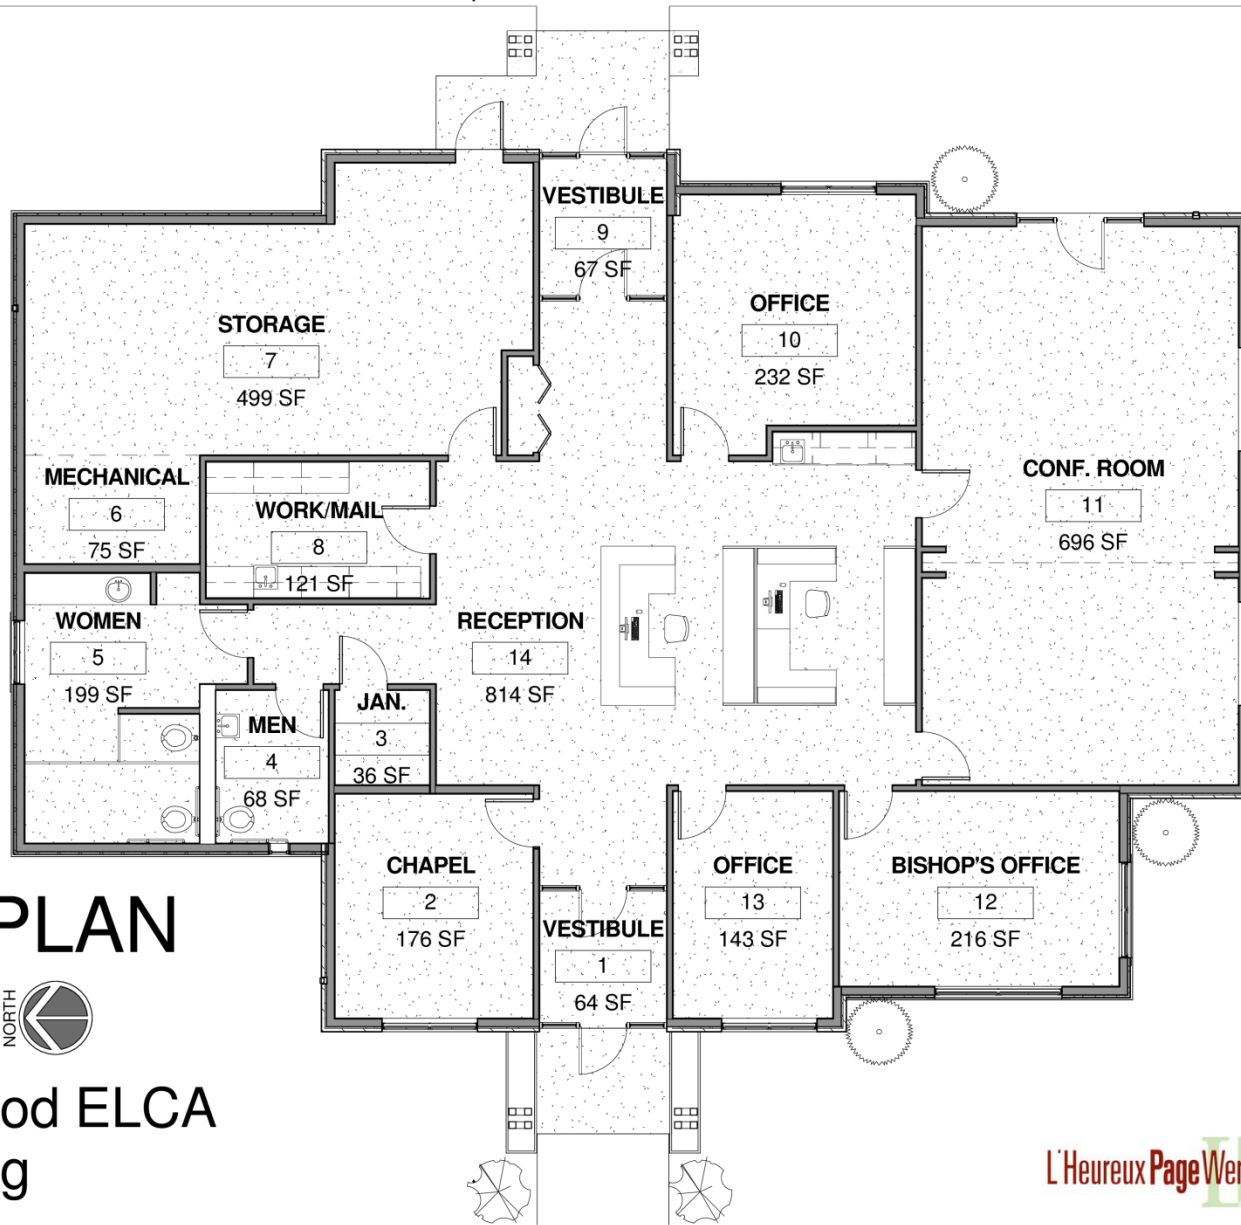 VESTIBULE
9
67 SF
OFFICE
10
232 SF
STORAGE
7
499 SF
MECHANICAL
6
75 SF
WORK/MAIL
8
121 SF
CONF. ROOM
11
696 SF
WOMEN
5
199 SF
RECEPTION
14
814 SF
MEN
4
68 SF
JAN.
3
36 SF
CHAPEL
2
176 SF
VESTIBULE
1
64 SF
OFFICE
13
143 SF
BISHOP'S OFFICE
12
216 SF
PLAN
NORTH
od ELCA
g
L'Heureux Page Wer